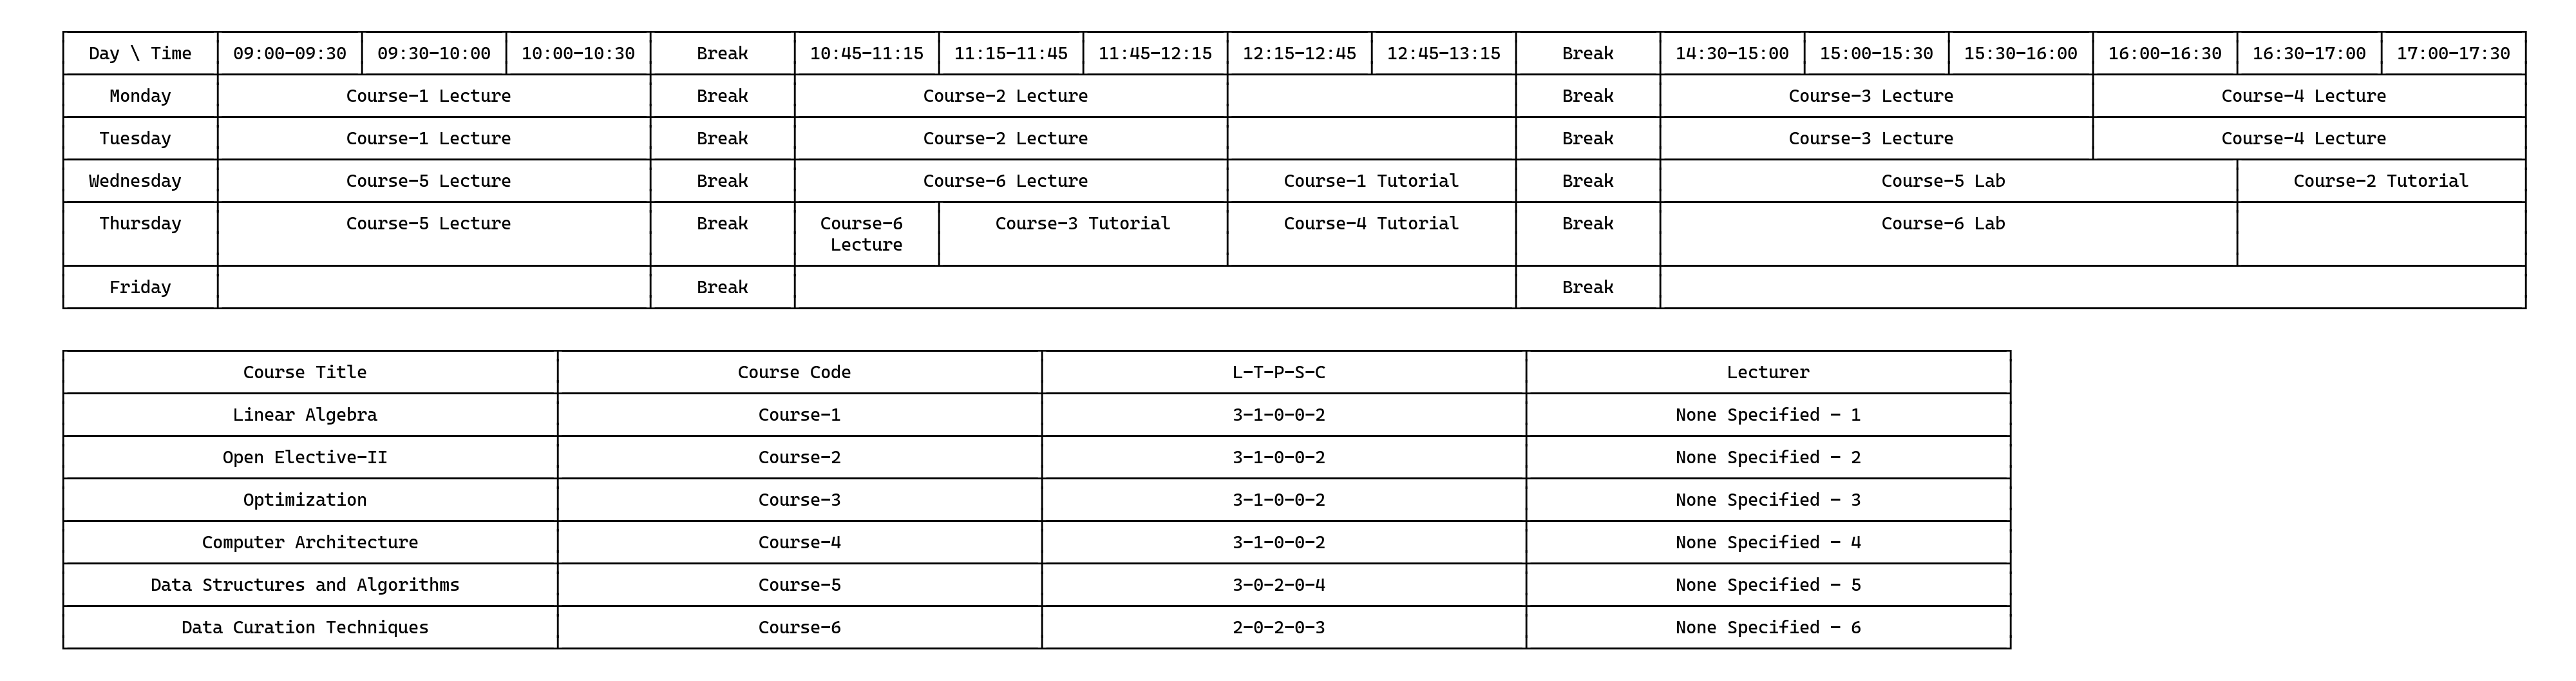 Day \ Time 09:00-09:30 09:30-10:00 10:00-10:30 Break 10:45-11:15 11:15-11:45 11:45-12:15 12:15-12:45 12:45-13:15 Break 14:30-15:00 15:00-15:30 15:30-16:00 16:00-16:30 16:30-17:00 17:00-17:30
Monday Course-1 Lecture Break Course-2 Lecture Break Course-3 Lecture Course-4 Lecture
Tuesday Course-1 Lecture Break Course-2 Lecture Break Course-3 Lecture Course-4 Lecture
Wednesday Course-5 Lecture Break Course-6 Lecture Course-1 Tutorial Break Course-5 Lab Course-2 Tutorial
Thursday Course-5 Lecture Break Course-6 Course-3 Tutorial Course-4 Tutorial Break Course-6 Lab
Lecture
Friday Break Break
Course Title Course Code L-T-P-S-C Lecturer
Linear Algebra Course-1 3-1-0-0-2 None Specified - 1
Open Elective-II Course-2 3-1-0-0-2 None Specified - 2
Optimization Course-3 3-1-0-0-2 None Specified - 3
Computer Architecture Course-4 3-1-0-0-2 None Specified - 4
Data Structures and Algorithms Course-5 3-0-2-0-4 None Specified - 5
Data Curation Techniques Course-6 2-0-2-0-3 None Specified - 6